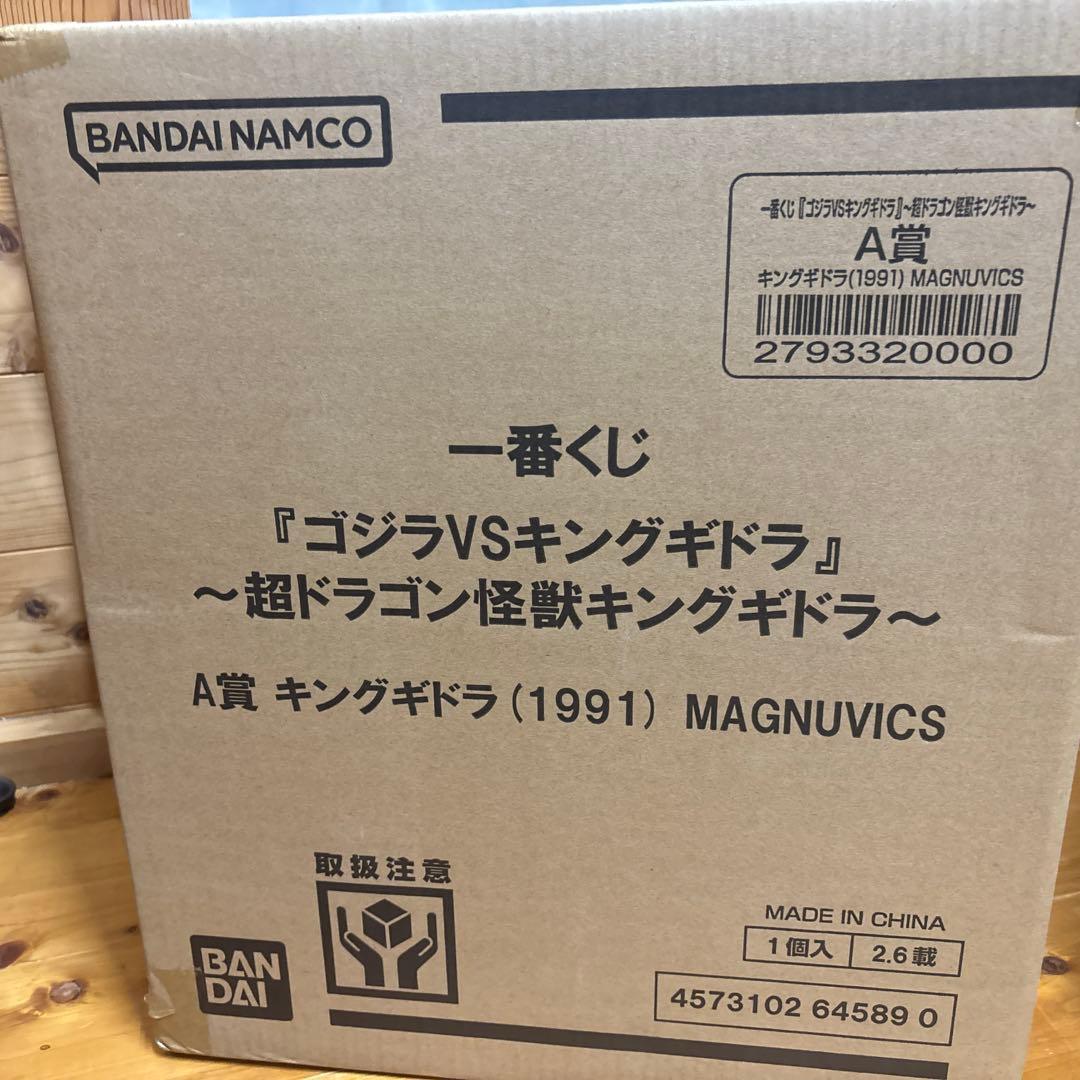 BANDAI NAMCO
一番くじ『ゴジラVSキングギドラ』~超ドラゴン怪獣キングギドラ~
A賞
キングギドラ(1991) MAGNUVICS
2793320000
一番くじ
『ゴジラVSキングギドラ』
~超ドラゴン怪獣キングギドラ~
A賞 キングギドラ(1991) MAGNUVICS
取扱注意
BAN
DAI
MADE IN CHINA
1個入 2.6載
4573102 64589 0